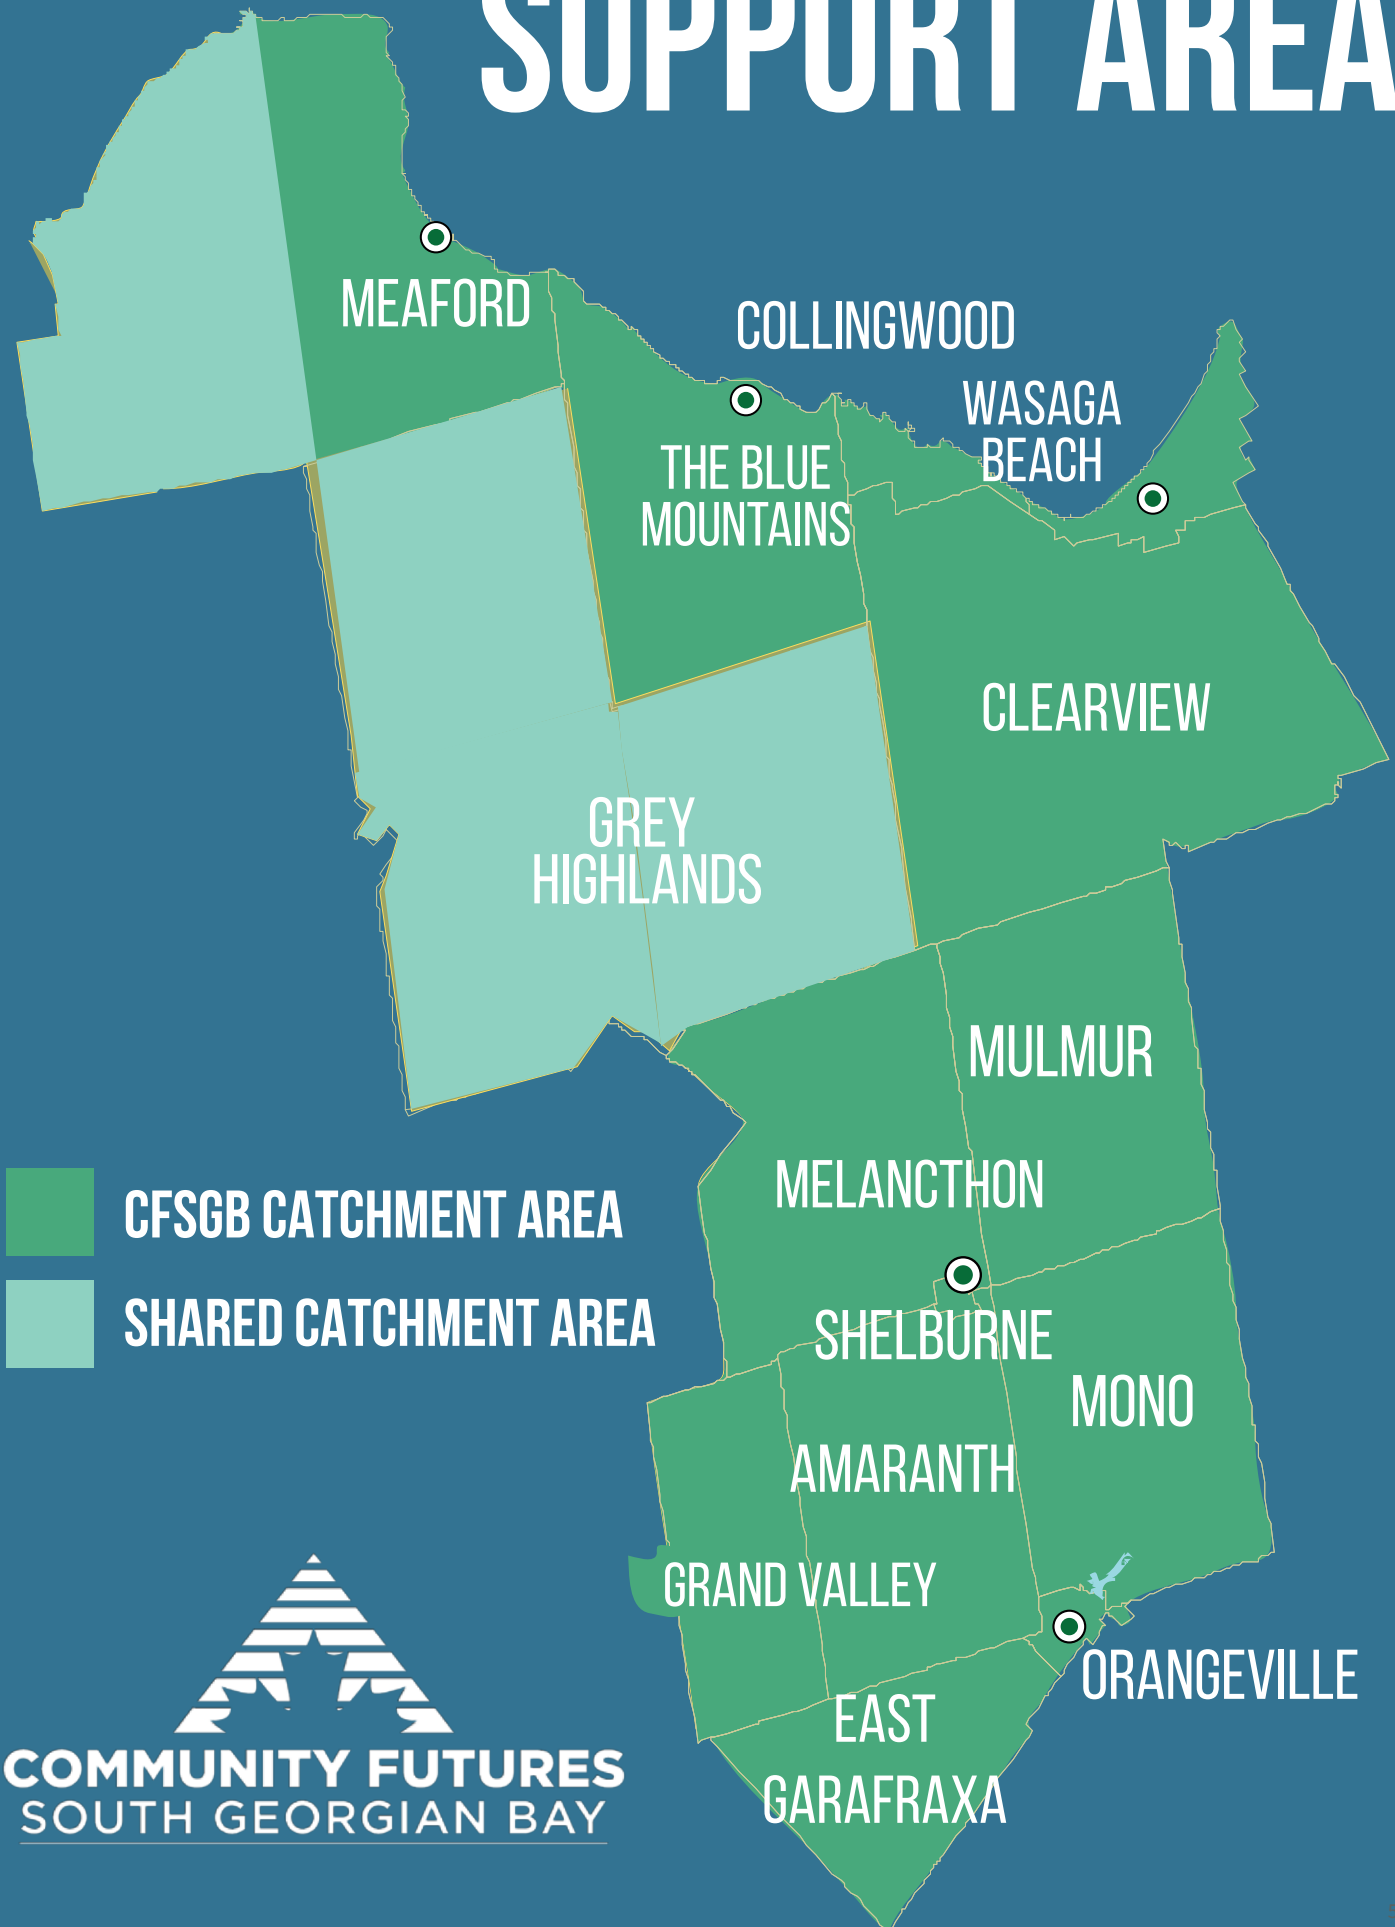 SUPPORT AREA
MEAFORD
COLLINGWOOD
WASAGA
BEACH
THE BLUE
MOUNTAINS
CLEARVIEW
GREY
HIGHLANDS
MULMUR
MELANCTHON
CFSGB CATCHMENT AREA
SHARED CATCHMENT AREA
SHELBURNE
MONO
AMARANTH
GRAND VALLEY
ORANGEVILLE
EAST
GARAFRAXA
COMMUNITY FUTURES
SOUTH GEORGIAN BAY